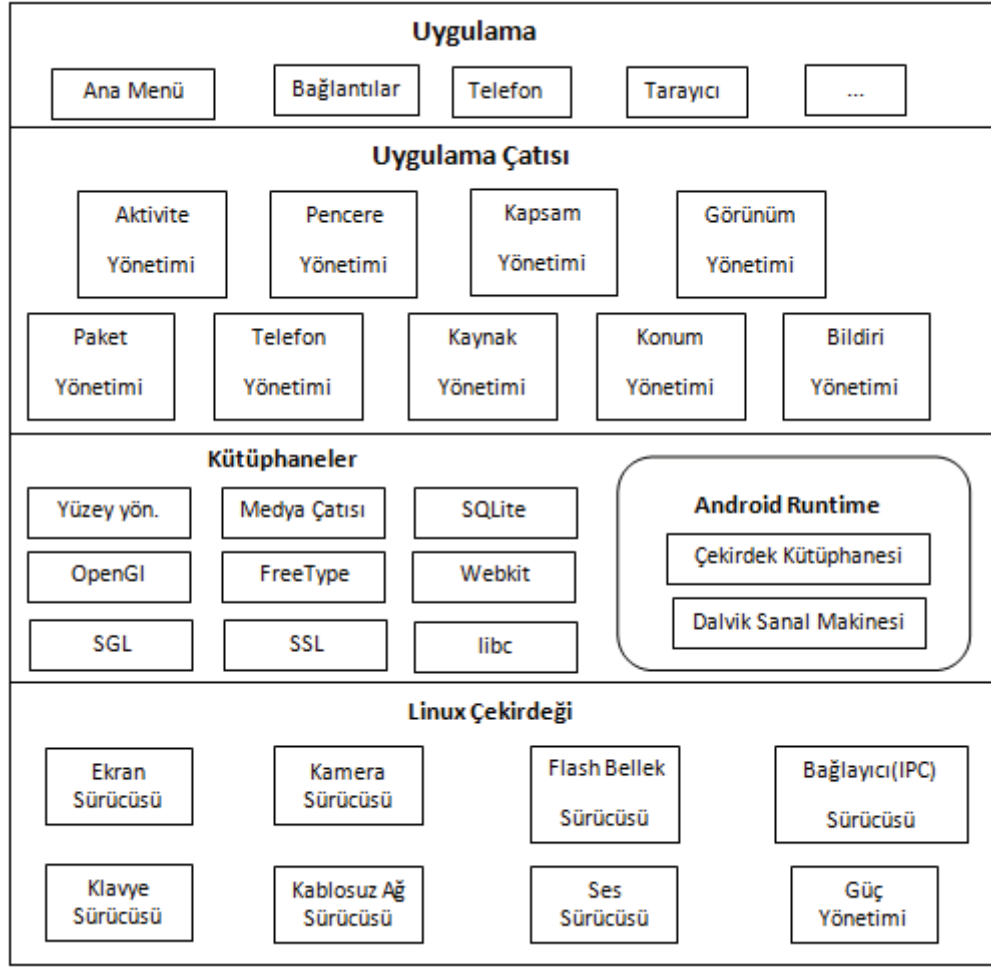 Uygulama
Ana Menü
Bağlantılar
Telefon
Tarayıcı
...
Uygulama Çatısı
Aktivite
Yönetimi
Pencere
Yönetimi
Kapsam
Yönetimi
Görünüm
Yönetimi
Paket
Yönetimi
Telefon
Yönetimi
Kaynak
Yönetimi
Konum
Yönetimi
Bildiri
Yönetimi
Kütüphaneler
Yüzey yön.
Medya Çatısı
SQLite
OpenGl
FreeType
Webkit
SGL
SSL
libc
Android Runtime
Çekirdek Kütüphanesi
Dalvik Sanal Makinesi
Linux Çekirdeği
Ekran
Sürücüsü
Kamera
Sürücüsü
Flash Bellek
Sürücüsü
Bağlayıcı(IPC)
Sürücüsü
Klavye
Sürücüsü
Kablosuz Ağ
Sürücüsü
Ses
Sürücüsü
Güç
Yönetimi